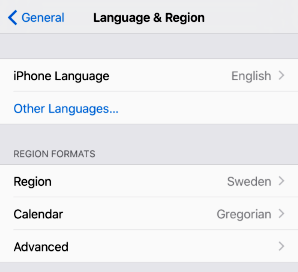 General
Language & Region
iPhone Language English
Other Languages...
REGION FORMATS
Region Sweden
Calendar Gregorian
Advanced